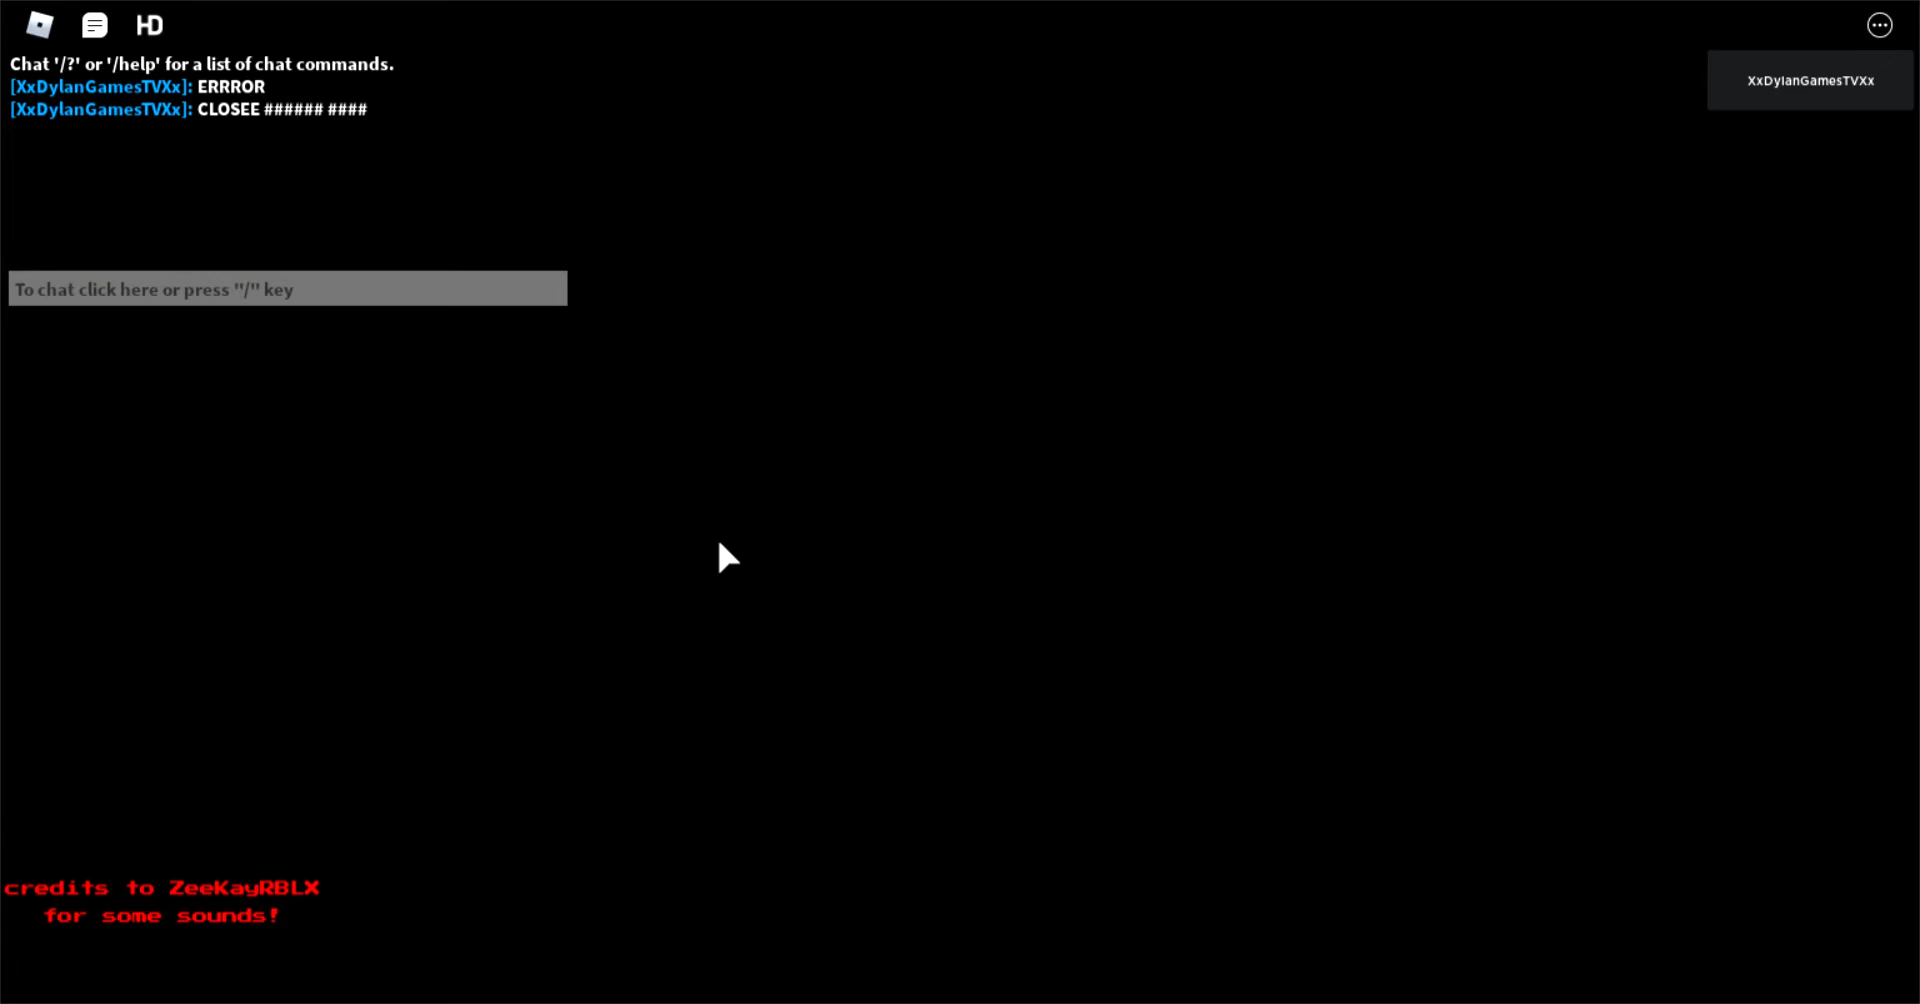 HD
Chat '/?' or '/help' for a list of chat commands.
[XxDylanGamesTVXx]: ERRROR
[XxDylanGamesTVXx]: CLOSEE ###### ####
XxDylanGamesTVXx
To chat click here or press "/" key
credits to ZeeKayRBLX
for some sounds!